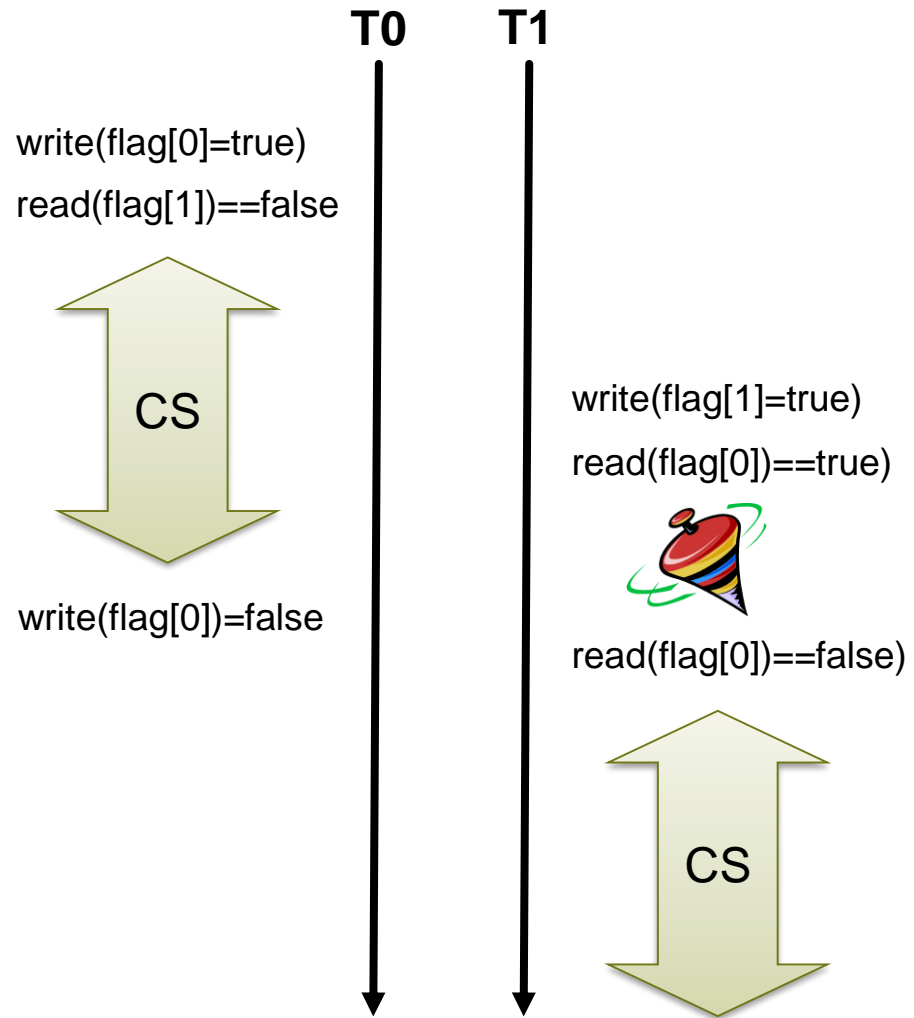 T0 T1
write(flag[0]=true)
read(flag[1])==false
CS
write(flag[1]=true)
read(flag[0])==true)
write(flag[0])=false
read(flag[0])==false)
CS